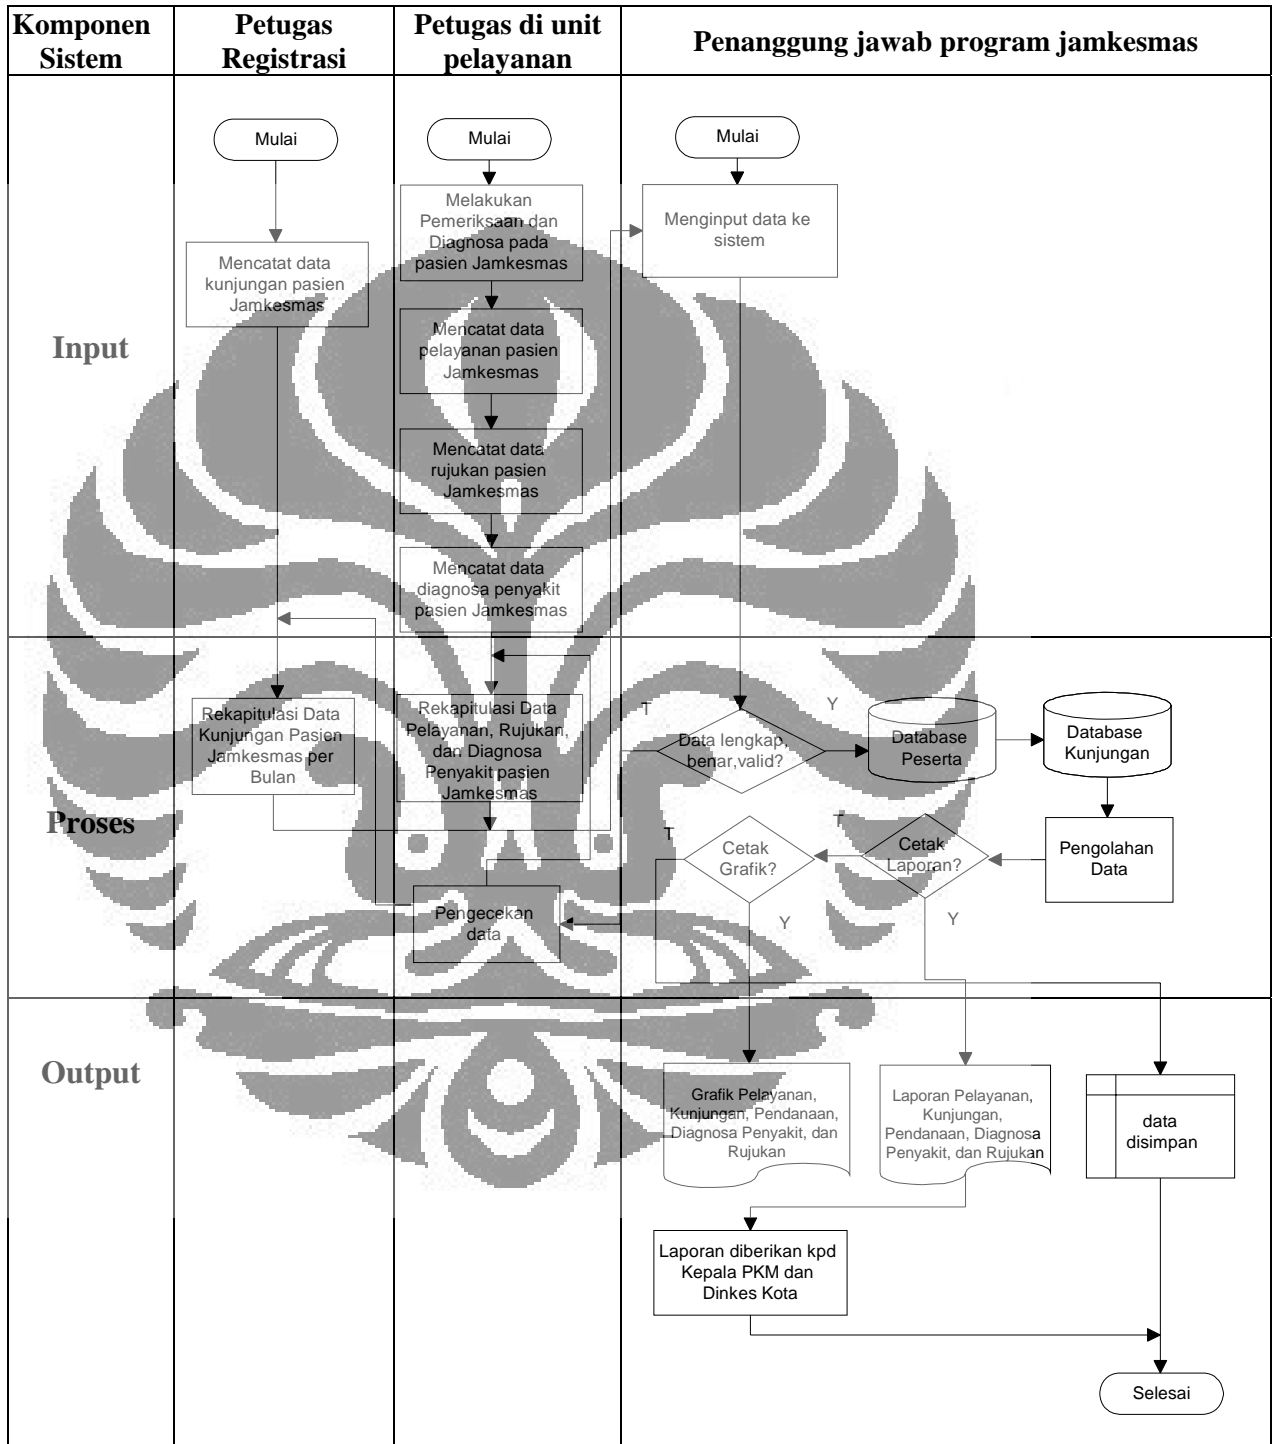 Komponen
Sistem
Petugas
Registrasi
Petugas di unit
pelayanan
Penanggung jawab program jamkesmas
Input
Mulai
Mencatat data
kunjungan pasien
Jamkesmas
Mulai
Melakukan
Pemeriksaan dan
Diagnosa pada
pasien Jamkesmas
Mencatat data
pelayanan pasien
Jamkesmas
Mencatat data
rujukan pasien
Jamkesmas
Mencatat data
diagnosa penyakit
pasien Jamkesmas
Mulai
Menginput data ke
sistem
Proses
Rekapitulasi Data
Kunjungan Pasien
Jamkesmas per
Bulan
Rekapitulasi Data
Pelayanan, Rujukan,
dan Diagnosa
Penyakit pasien
Jamkesmas
Pengecekan
data
T
Data lengkap,
benar,valid?
Y
Database
Peserta
Database
Kunjungan
Pengolahan
Data
Cetak
Laporan?
T
Y
Cetak
Grafik?
T
Y
Output
Grafik Pelayanan,
Kunjungan, Pendanaan,
Diagnosa Penyakit, dan
Rujukan
Laporan Pelayanan,
Kunjungan,
Pendanaan, Diagnosa
Penyakit, dan Rujukan
data
disimpan
Laporan diberikan kpd
Kepala PKM dan
Dinkes Kota
Selesai